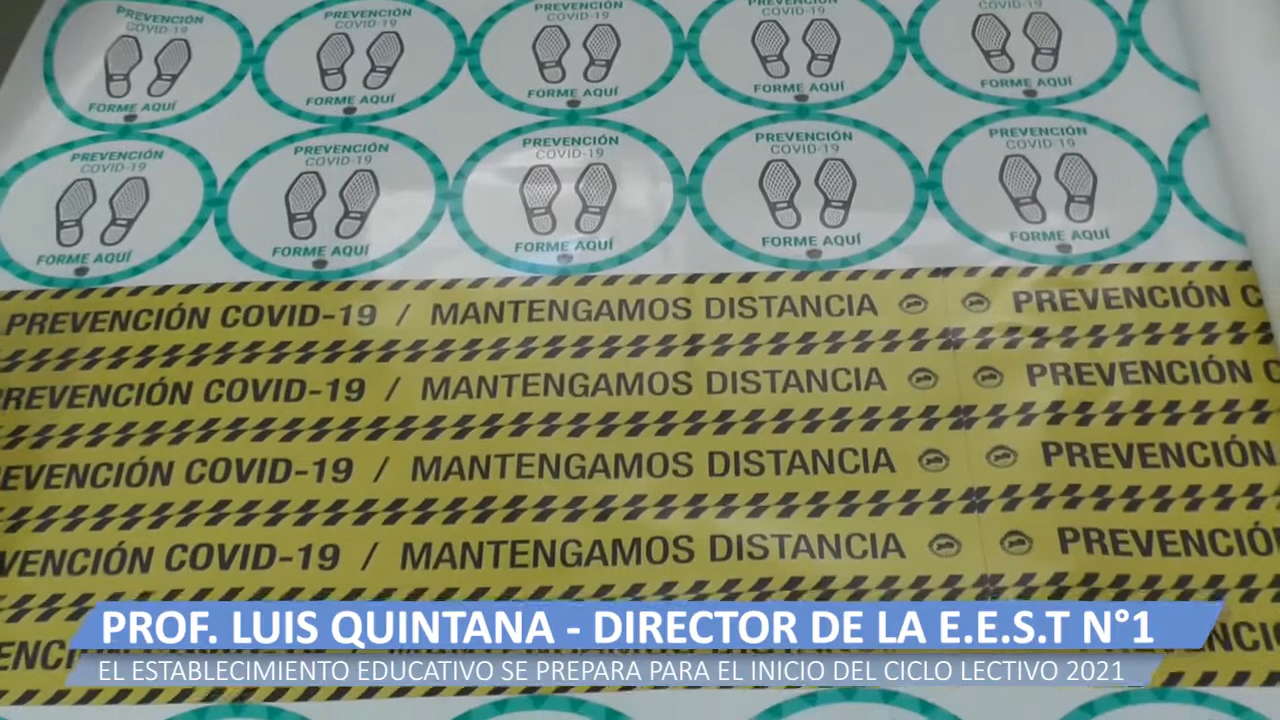 PREVENCIÓN
COVID-19
FORME AQUÍ
PREVENCIÓN
COVID-19
FORME AQUÍ
PREVENCIÓN
COVID-19
FORME AQUÍ
PREVENCIÓN
COVID-19
FORME AQUÍ
COVID-19
FORME AQUÍ
PREVENCIÓN
COVID-19
FORME AQUÍ
PREVENCIÓN
COVID-19
FORME AQUÍ
PREVENCIÓN
COVID-19
FORME AQUÍ
PREVENCIÓN
COVID-19
FORME AQUÍ
PREVENCIÓN
COVID-19
FORME AQUÍ
PREVENCIÓN COVID-19 / MANTENGAMOS DISTANCIA PREVENCIÓN C
REVENCIÓN COVID-19 / MANTENGAMOS DISTANCIA PREVENCIÓN C
EVENCIÓN COVID-19 / MANTENGAMOS DISTANCIA PREVENCIÓN
VENCIÓN COVID-19 / MANTENGAMOS DISTANCIA PREVENCIÓ
PROF. LUIS QUINTANA - DIRECTOR DE LA E.E.S.T N°1
EL ESTABLECIMIENTO EDUCATIVO SE PREPARA PARA EL INICIO DEL CICLO LECTIVO 2021